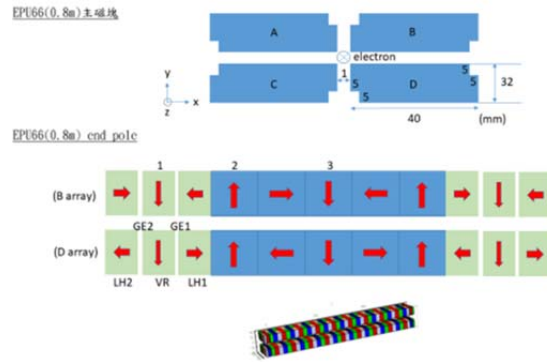 EPU66(0.8m)主磁塊
A B
electron
y
x
z
1
C D
5
5
5
5
32
40 (mm)
EPU66(0.8m) end pole
1 2 3
(B array)
GE2 GE1
(D array)
LH2 VR LH1